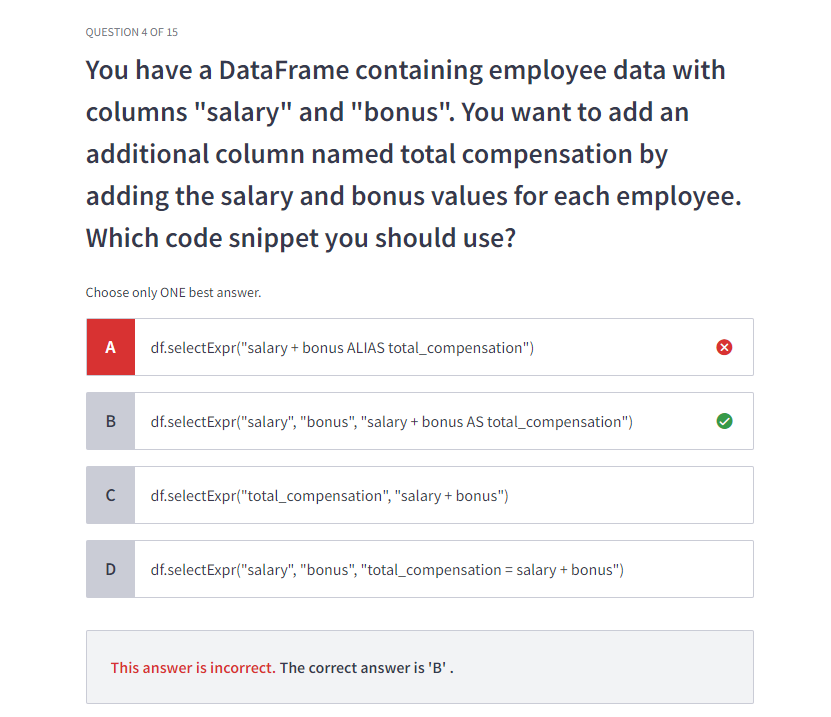 QUESTION 4 OF 15
You have a DataFrame containing employee data with
columns "salary" and "bonus". You want to add an
additional column named total compensation by
adding the salary and bonus values for each employee.
Which code snippet you should use?
Choose only ONE best answer.
A df.selectExpr("salary + bonus ALIAS total_compensation")
B df.selectExpr("salary", "bonus", "salary + bonus AS total_compensation")
C df.selectExpr("total_compensation", "salary + bonus")
D df.selectExpr("salary", "bonus", "total_compensation = salary + bonus")
This answer is incorrect. The correct answer is 'B' .